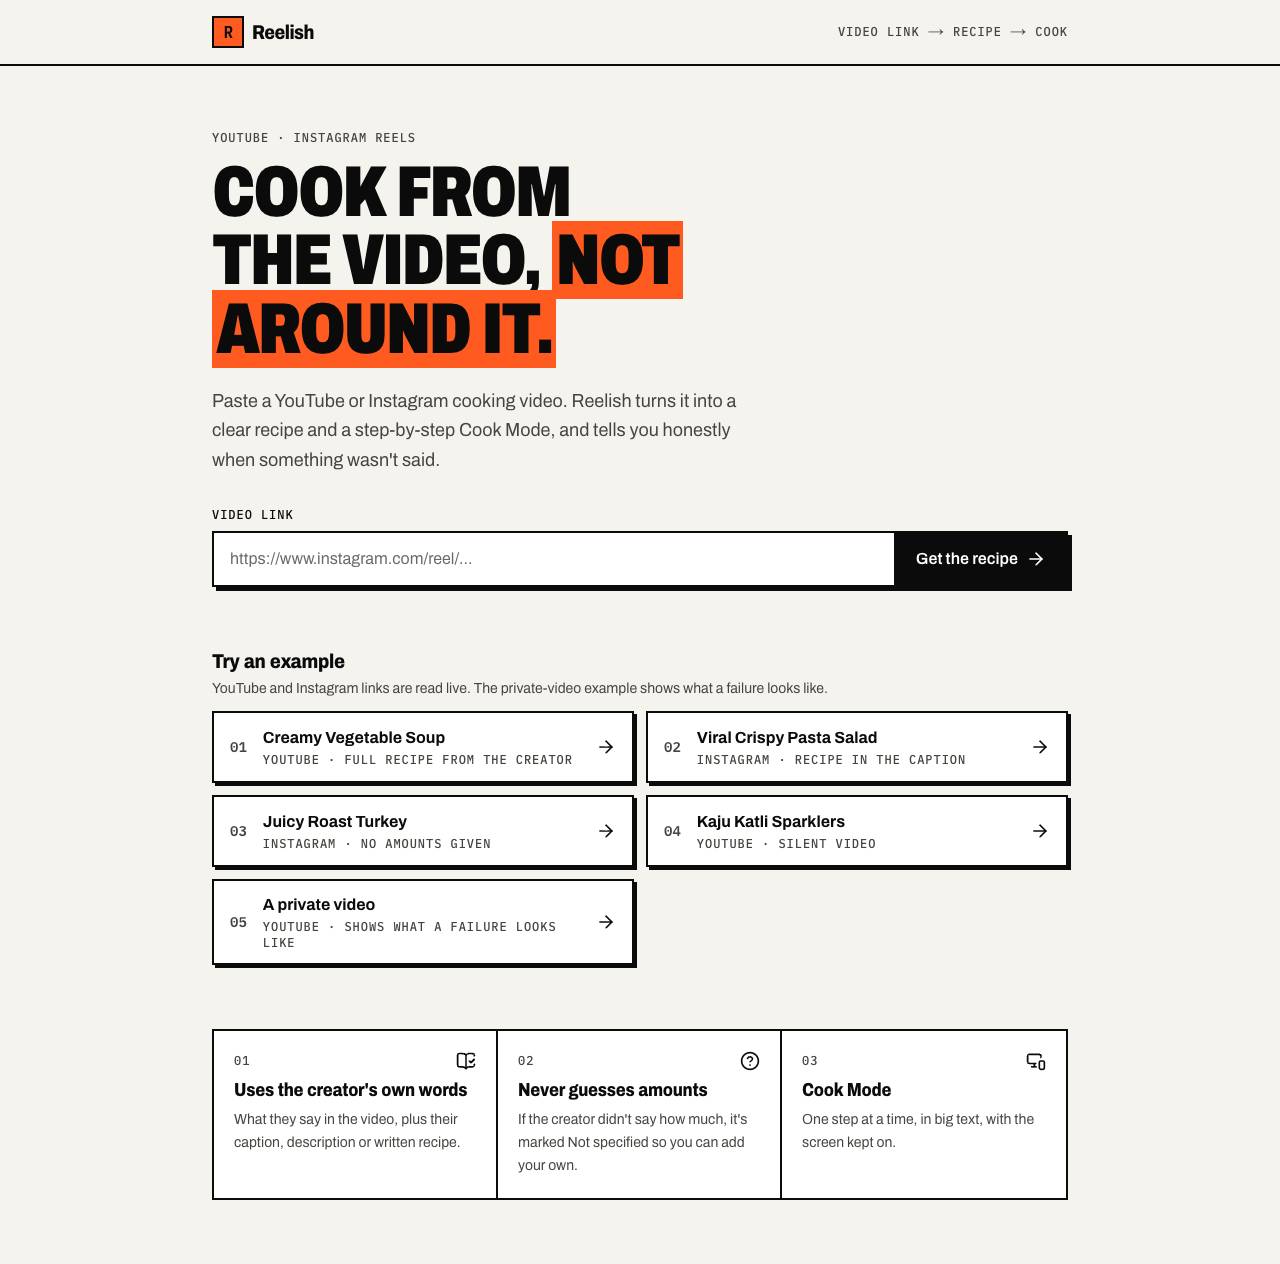 R Reelish
VIDEO LINK → RECIPE → COOK
YOUTUBE · INSTAGRAM REELS
COOK FROM
THE VIDEO, NOT
AROUND IT.
Paste a YouTube or Instagram cooking video. Reelish turns it into a
clear recipe and a step-by-step Cook Mode, and tells you honestly
when something wasn't said.
VIDEO LINK
https://www.instagram.com/reel/...
Get the recipe →
Try an example
YouTube and Instagram links are read live. The private-video example shows what a failure looks like.
01
Creamy Vegetable Soup
YOUTUBE · FULL RECIPE FROM THE CREATOR
02
Viral Crispy Pasta Salad
INSTAGRAM · RECIPE IN THE CAPTION
03
Juicy Roast Turkey
INSTAGRAM · NO AMOUNTS GIVEN
04
Kaju Katli Sparklers
YOUTUBE · SILENT VIDEO
05
A private video
YOUTUBE · SHOWS WHAT A FAILURE LOOKS
LIKE
01
Uses the creator's own words
What they say in the video, plus their
caption, description or written recipe.
02
Never guesses amounts
If the creator didn't say how much, it's
marked Not specified so you can add
your own.
03
Cook Mode
One step at a time, in big text, with the
screen kept on.